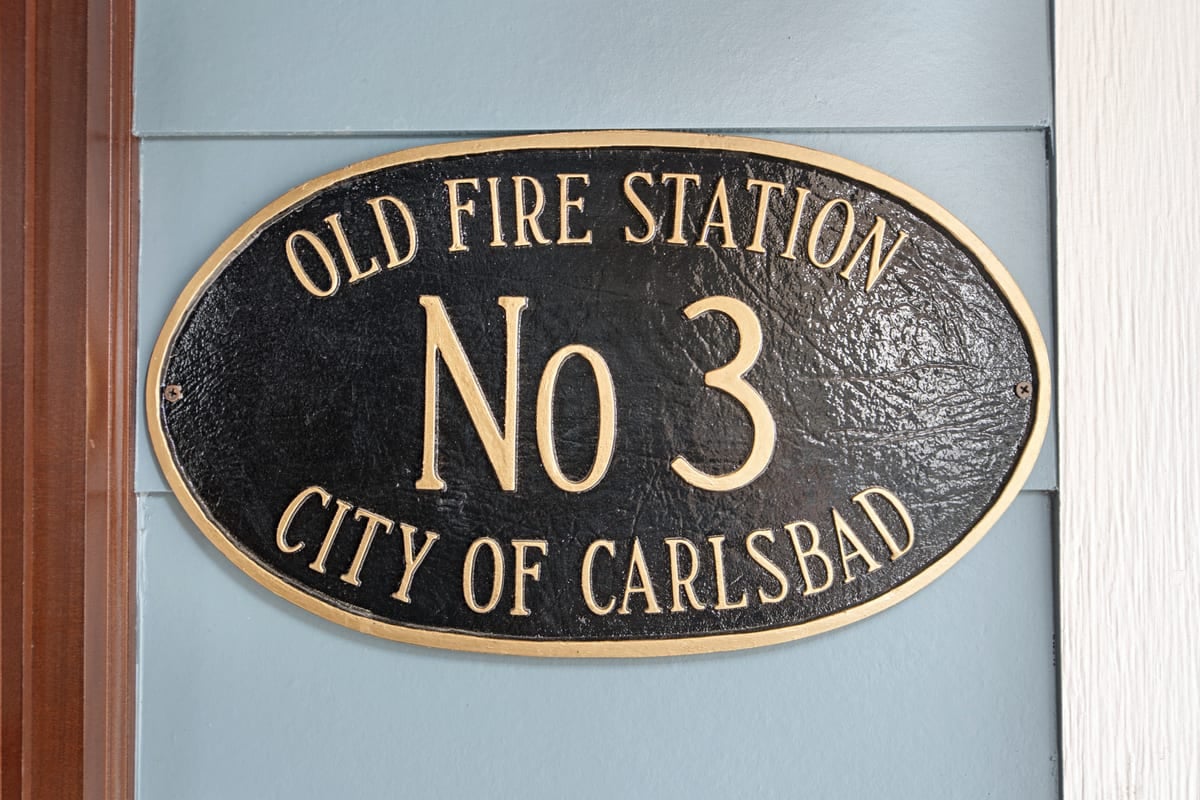 OLD FIRE STATION
No 3
CITY OF CARLSBAD